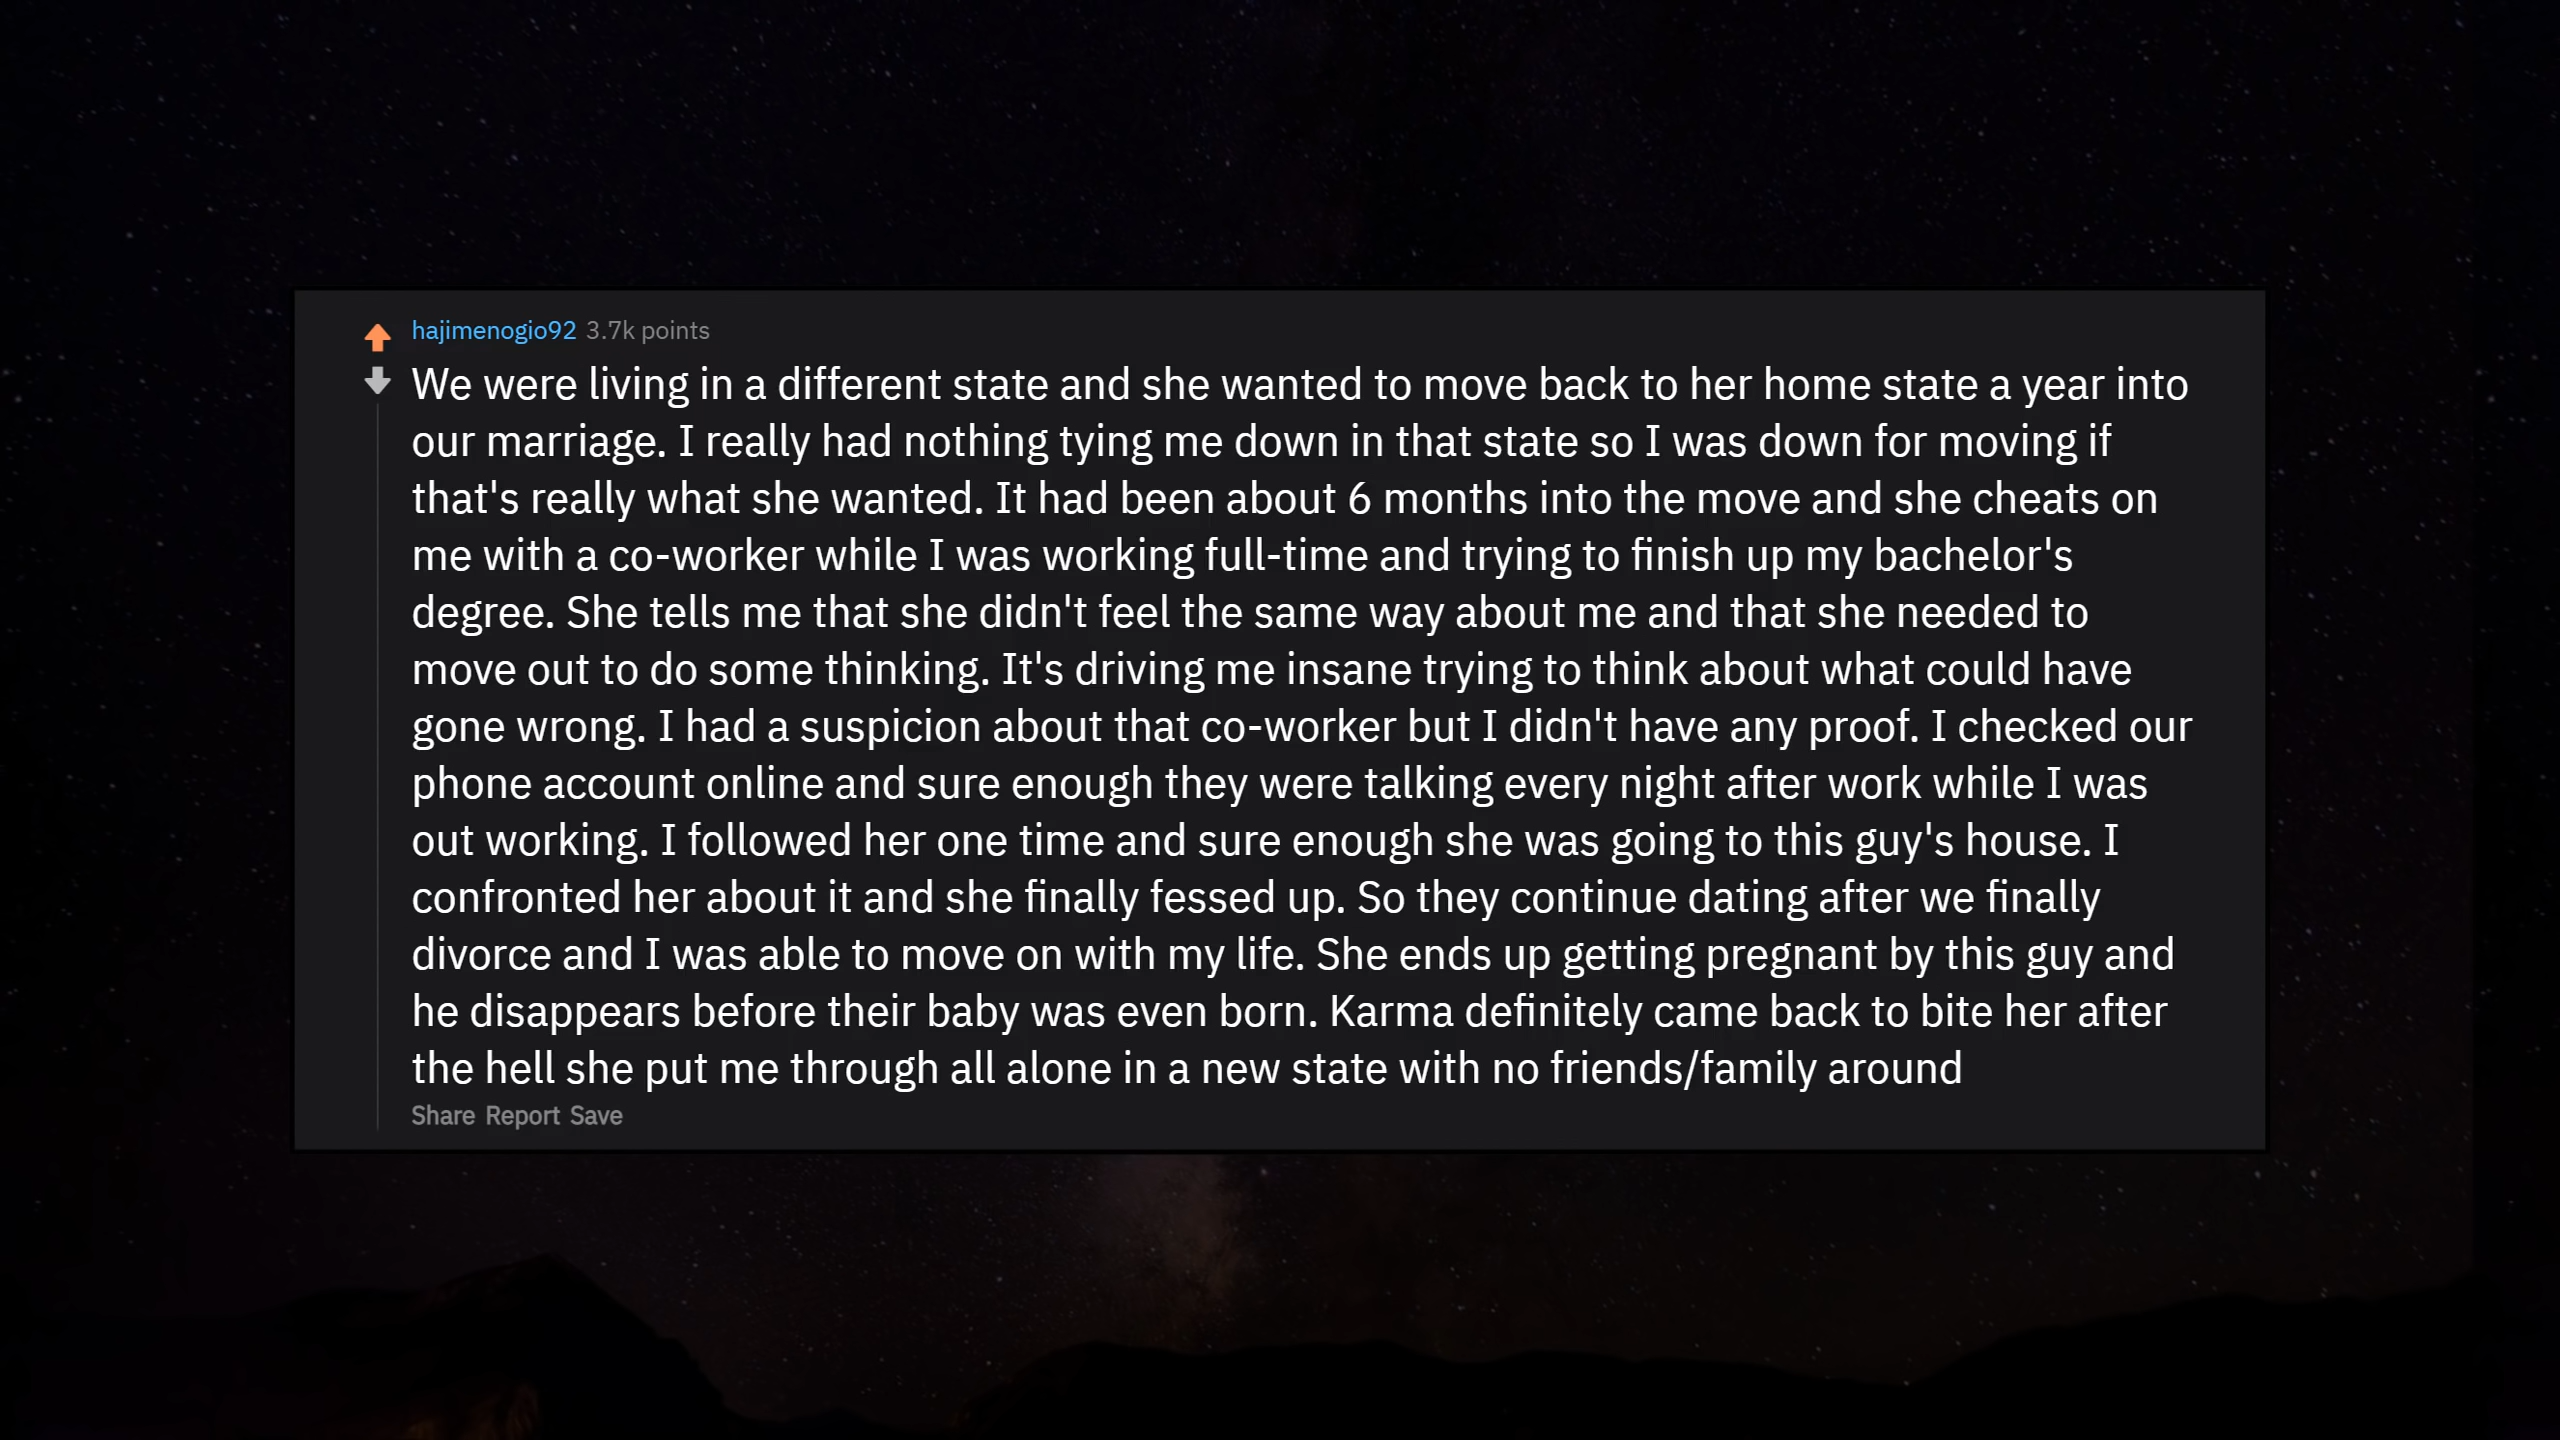 hajimenogio92 3.7k points
We were living in a different state and she wanted to move back to her home state a year into
our marriage. I really had nothing tying me down in that state so I was down for moving if
that's really what she wanted. It had been about 6 months into the move and she cheats on
me with a co-worker while I was working full-time and trying to finish up my bachelor's
degree. She tells me that she didn't feel the same way about me and that she needed to
move out to do some thinking. It's driving me insane trying to think about what could have
gone wrong. I had a suspicion about that co-worker but I didn't have any proof. I checked our
phone account online and sure enough they were talking every night after work while I was
out working. I followed her one time and sure enough she was going to this guy's house. I
confronted her about it and she finally fessed up. So they continue dating after we finally
divorce and I was able to move on with my life. She ends up getting pregnant by this guy and
he disappears before their baby was even born. Karma definitely came back to bite her after
the hell she put me through all alone in a new state with no friends/family around
Share Report Save